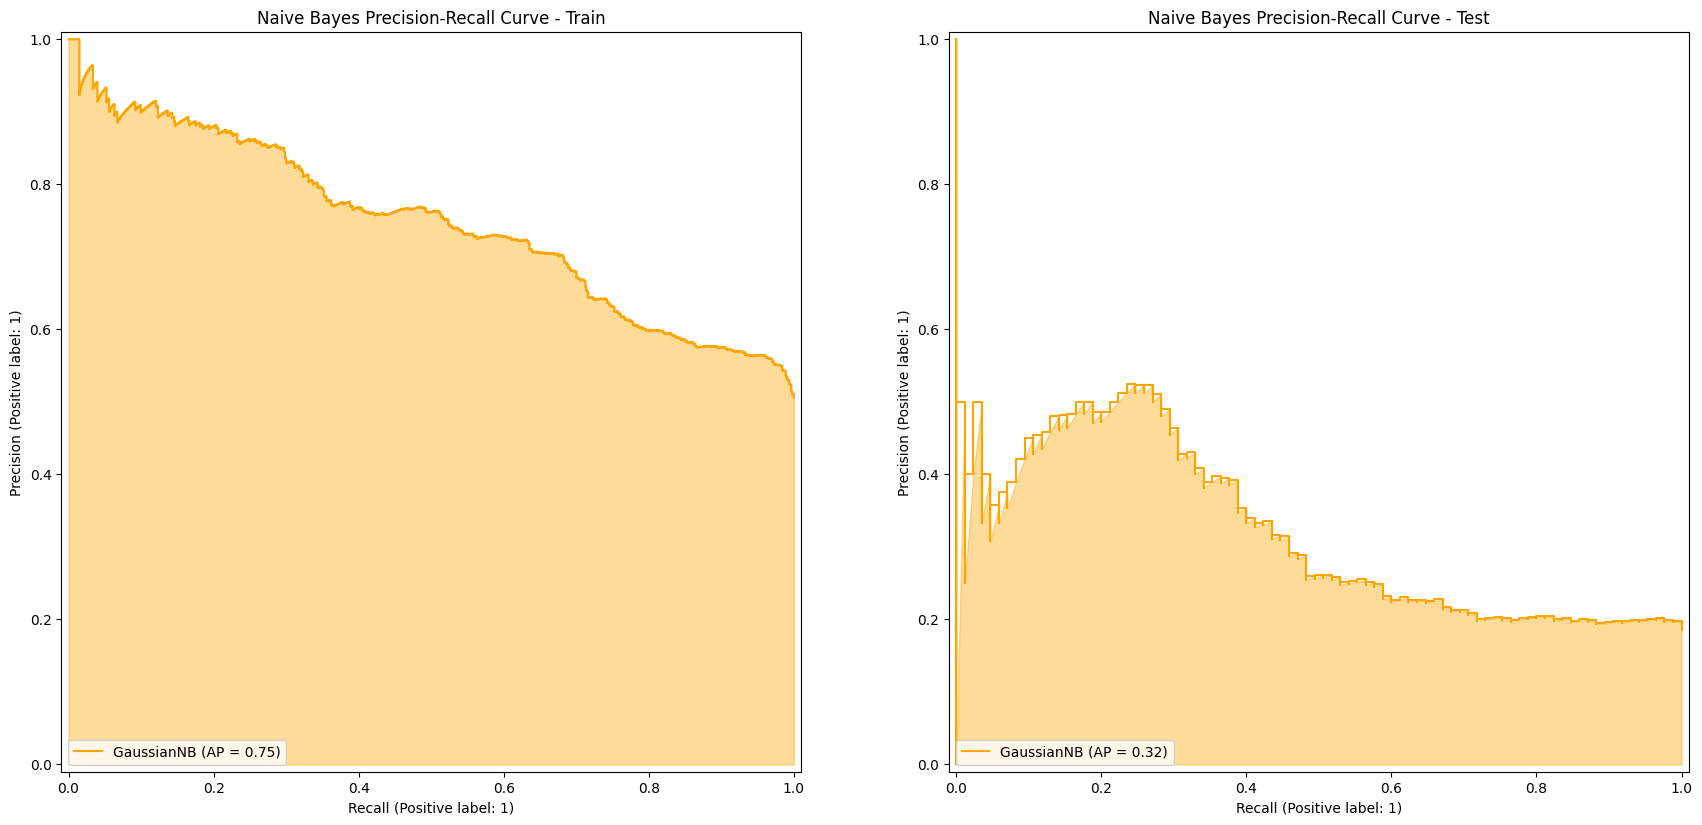 Naive Bayes Precision-Recall Curve - Train
1.0
0.8
0.6
0.4
0.2
0.0
Precision (Positive label: 1)
GaussianNB (AP = 0.75)
0.0 0.2 0.4 0.6 0.8 1.0
Recall (Positive label: 1)
Naive Bayes Precision-Recall Curve - Test
1.0
0.8
0.6
0.4
0.2
0.0
Precision (Positive label: 1)
GaussianNB (AP = 0.32)
0.0 0.2 0.4 0.6 0.8 1.0
Recall (Positive label: 1)